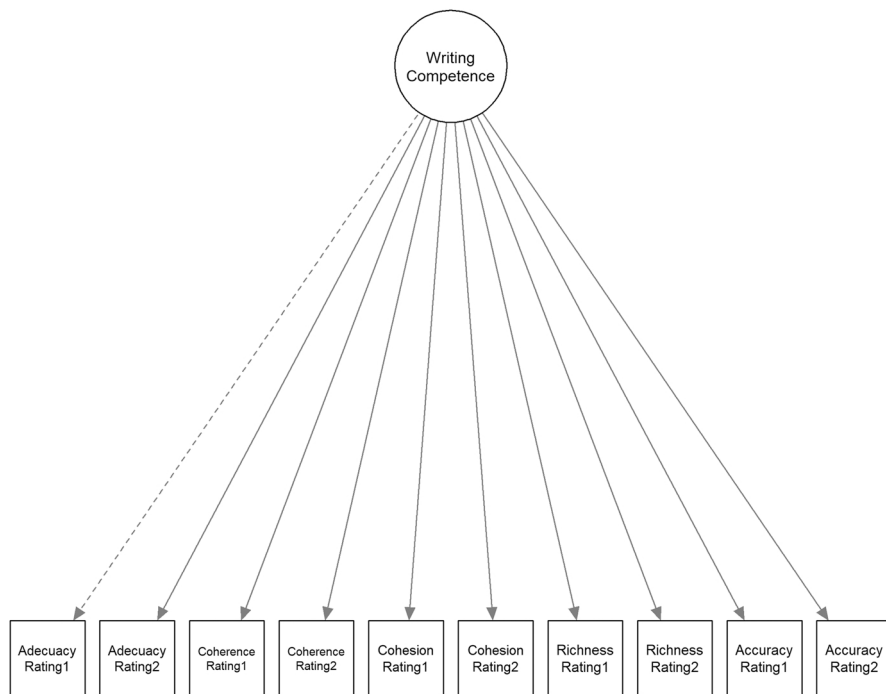 Writing
Competence
Adecuacy
Rating1
Adecuacy
Rating2
Coherence
Rating1
Coherence
Rating2
Cohesion
Rating1
Cohesion
Rating2
Richness
Rating1
Richness
Rating2
Accuracy
Rating1
Accuracy
Rating2